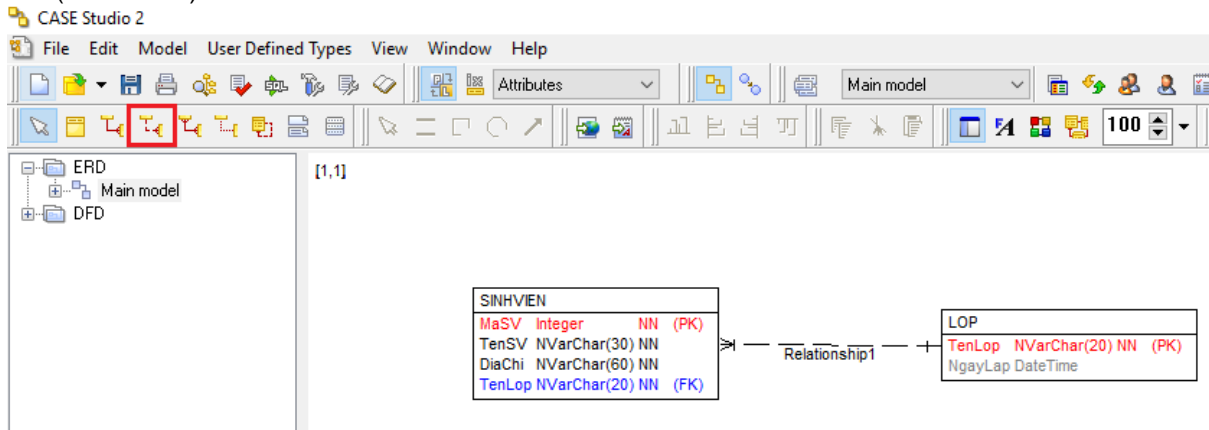 CASE Studio 2
File Edit Model User Defined Types View Window Help
Attributes Main model
100
ERD
Main model
DFD
[1,1]
SINHVIEN
MaSV Integer NN (PK)
TenSV NVarChar(30) NN
DiaChi NVarChar(60) NN
TenLop NVarChar(20) NN (FK)
Relationship1
LOP
TenLop NVarChar(20) NN (PK)
NgayLap DateTime